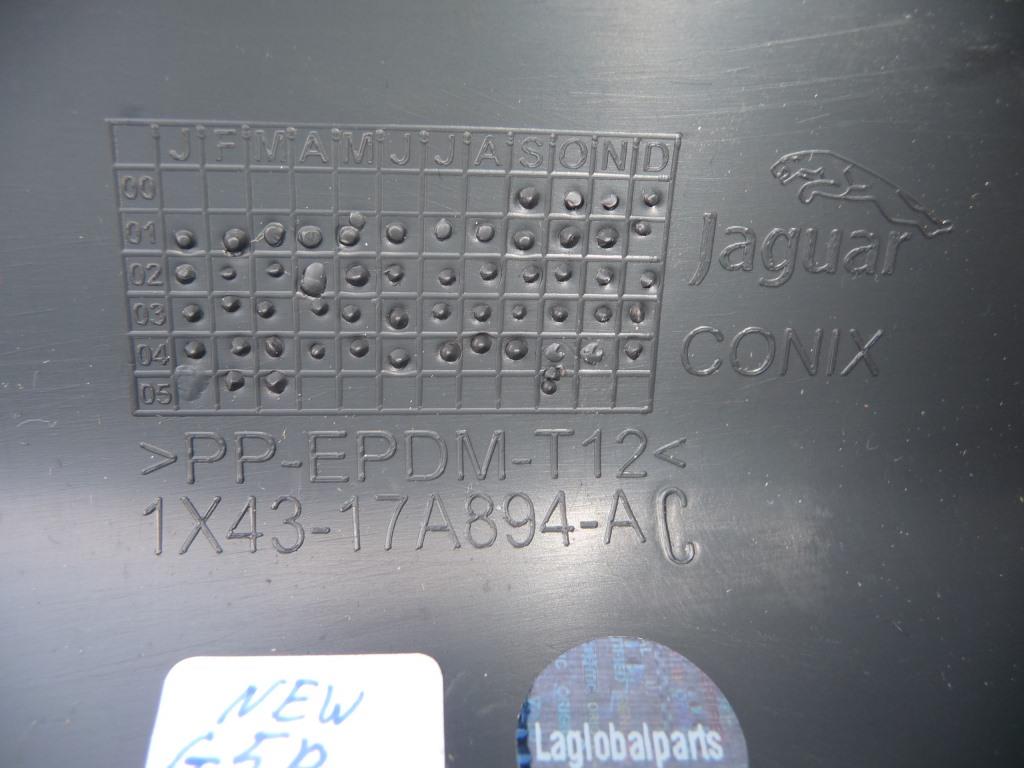 J F M A M J J A S O N D
00
01
02
03
04
05
Jaguar
CONIX
>PP-EPDM-T12<
1X43-17A894-AC
NEW
Laglobalparts